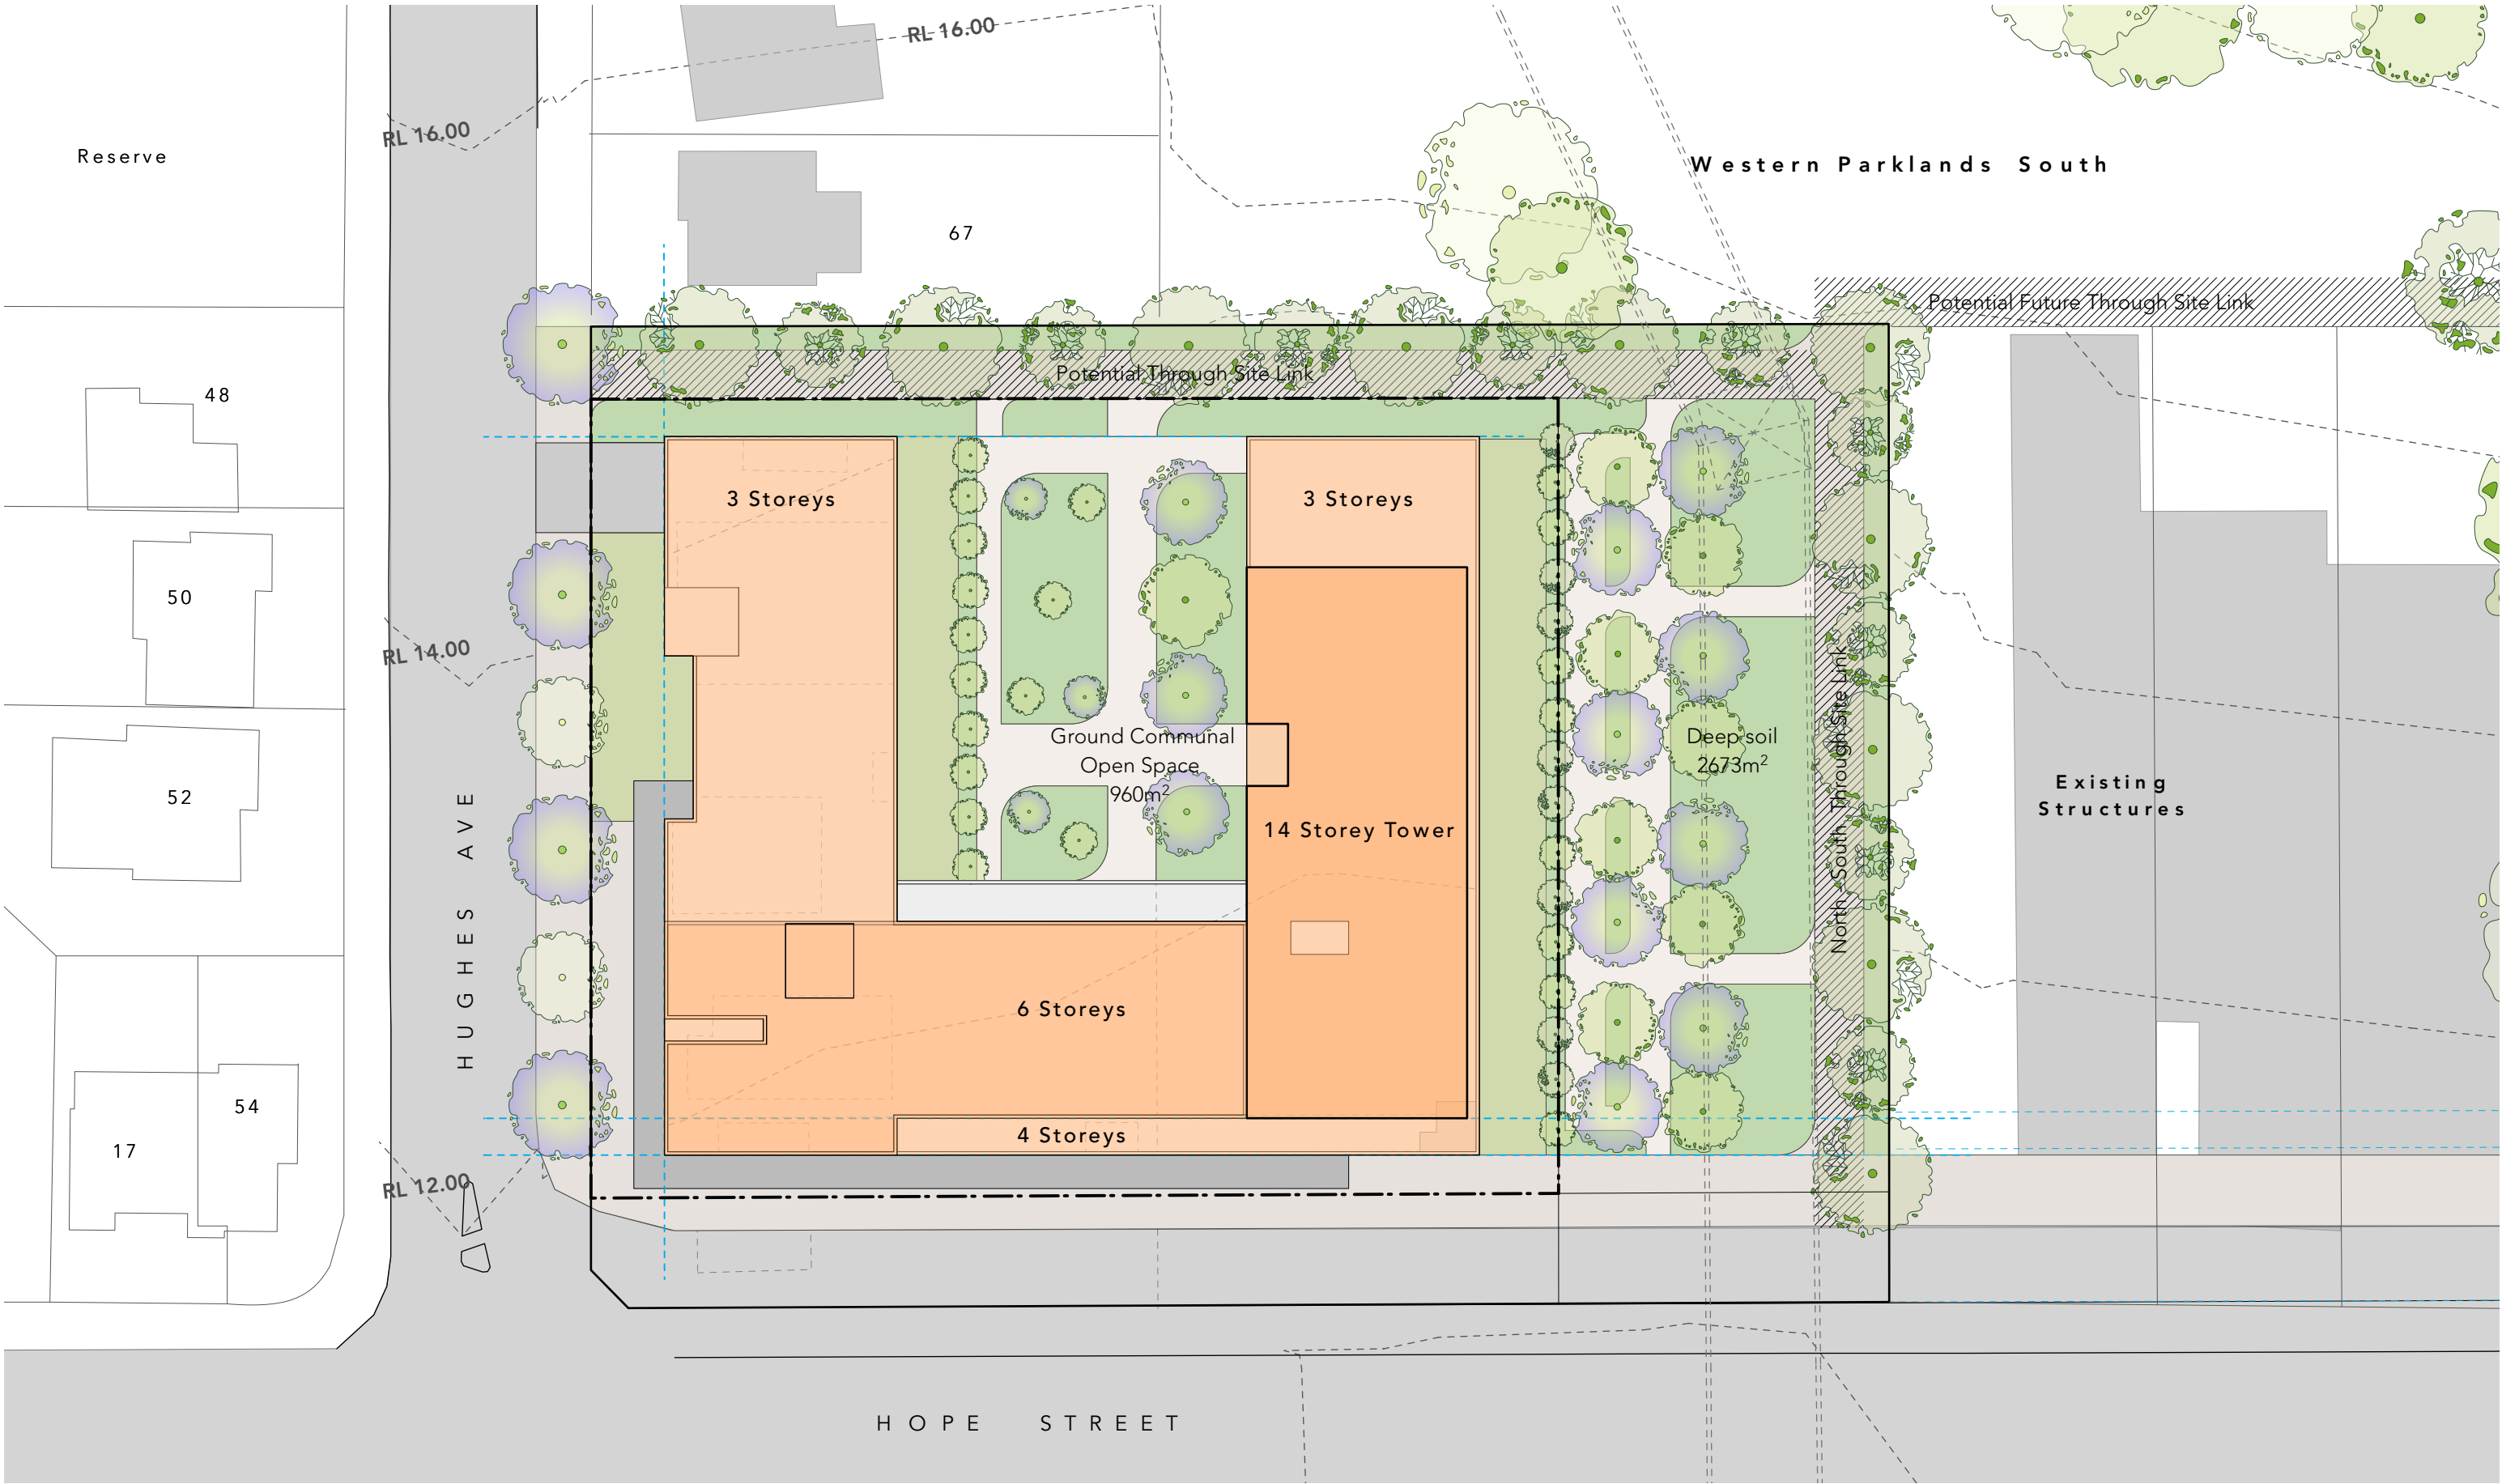 RL 16.00
RL 16.00
Reserve
Western Parklands South
67
Potential Future Through Site Link
Potential Through Site Link
48
3 Storeys
3 Storeys
50
RL 14.00
Ground Communal
Open Space
960m²
Deep soil
2673m²
North - South Through Site Link
Existing
Structures
52
14 Storey Tower
HUGHES AVE
6 Storeys
54
17
4 Storeys
RL 12.00
HOPE STREET